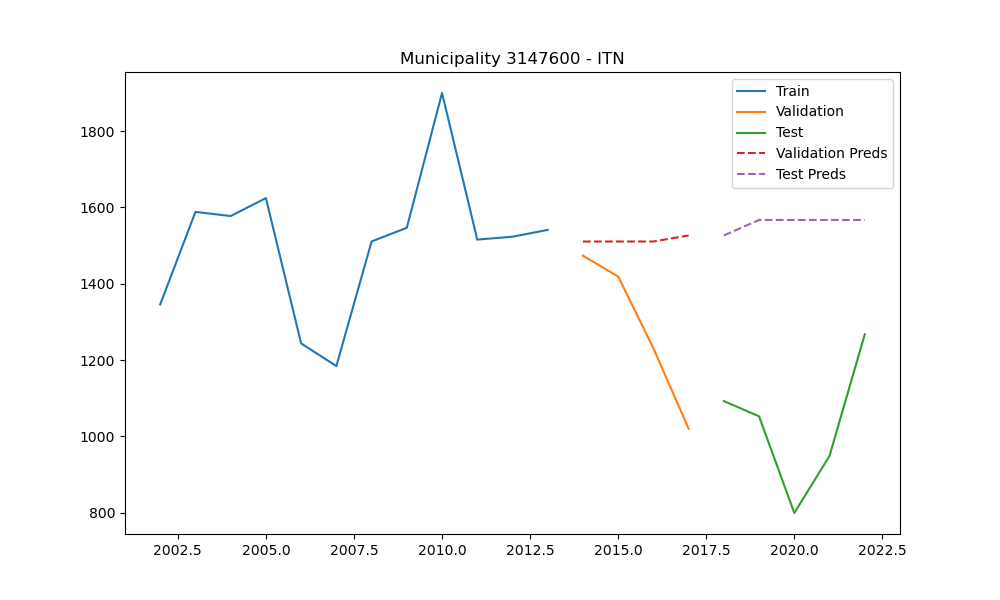 Municipality 3147600 - ITN
Train
Validation
Test
Validation Preds
Test Preds
1800
1600
1400
1200
1000
800
2002.5 2005.0 2007.5 2010.0 2012.5 2015.0 2017.5 2020.0 2022.5